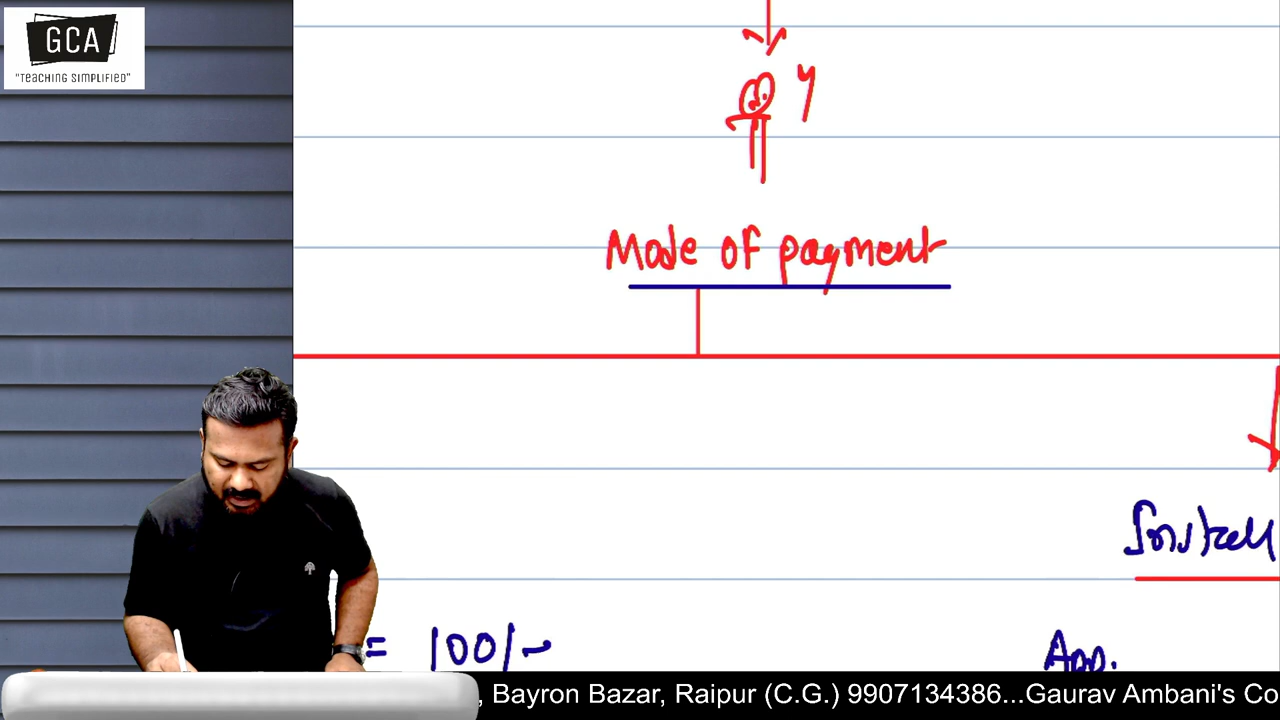 GCA
"TEACHING SIMPLIFIED"
y
Mode of payment
= 100/-
App.
, Bayron Bazar, Raipur (C.G.) 9907134386...Gaurav Ambani's Co